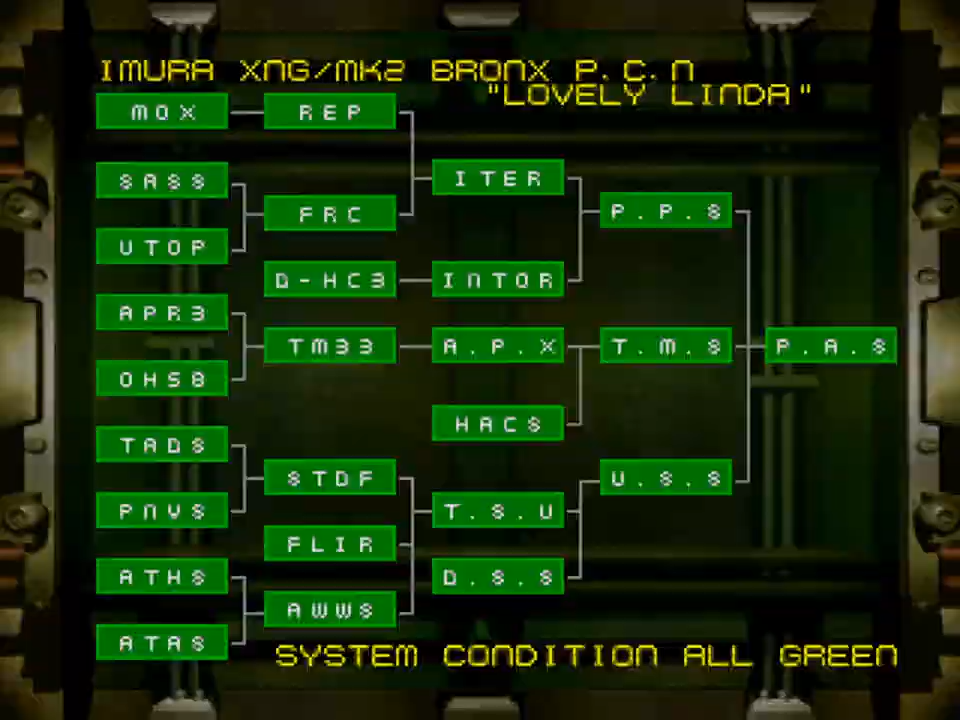 IMURA XNG/MK2 BRONX P.C.N
"LOVELY LINDA"
MOX REP
ITER
SASS
P.P.S
FRC
UTOP
D-HC3 INTOR
APR3
TM33 A.P.X T.M.S P.A.S
OHS8
HACS
TADS
STDF U.S.S
PNVS T.S.U
FLIR
ATHS D.S.S
AWWS
ATAS
SYSTEM CONDITION ALL GREEN